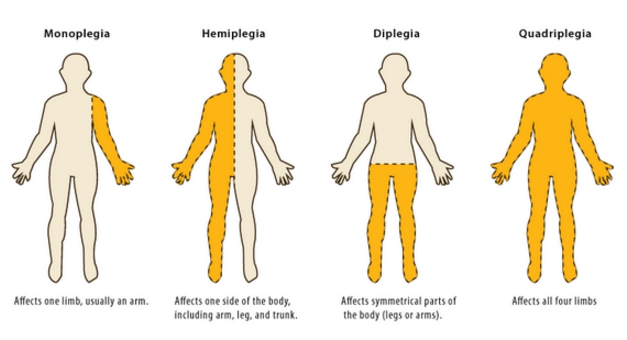 Monoplegia
Hemiplegia
Diplegia
Quadriplegia
Affects one limb, usually an arm.
Affects one side of the body,
including arm, leg, and trunk.
Affects symmetrical parts of
the body (legs or arms).
Affects all four limbs